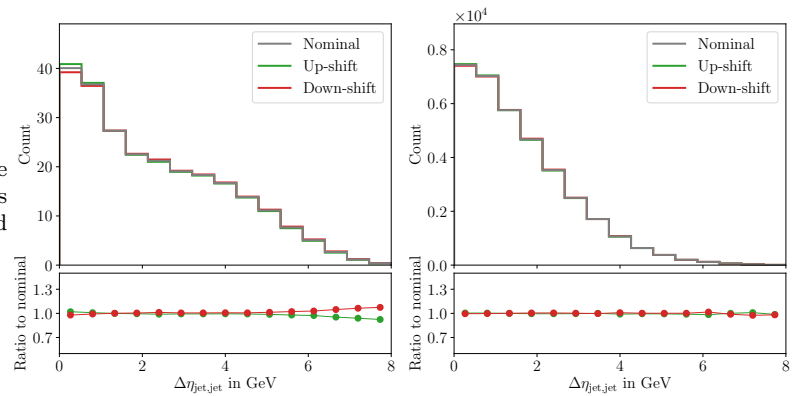 Nominal
Up-shift
Down-shift
Count
40
30
20
10
0
1.3
1.0
0.7
Ratio to nominal
0 2 4 6 8
Δη_jet,jet in GeV
×10⁴
Nominal
Up-shift
Down-shift
Count
0.8
0.6
0.4
0.2
0.0
1.3
1.0
0.7
Ratio to nominal
0 2 4 6 8
Δη_jet,jet in GeV
e
s
d